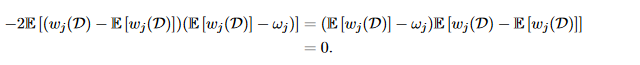 −2𝔼 [(w_j(𝒟) − 𝔼 [w_j(𝒟)])(𝔼 [w_j(𝒟)] − ω_j)] = (𝔼 [w_j(𝒟)] − ω_j)𝔼 [w_j(𝒟) − 𝔼 [w_j(𝒟)]]
= 0.